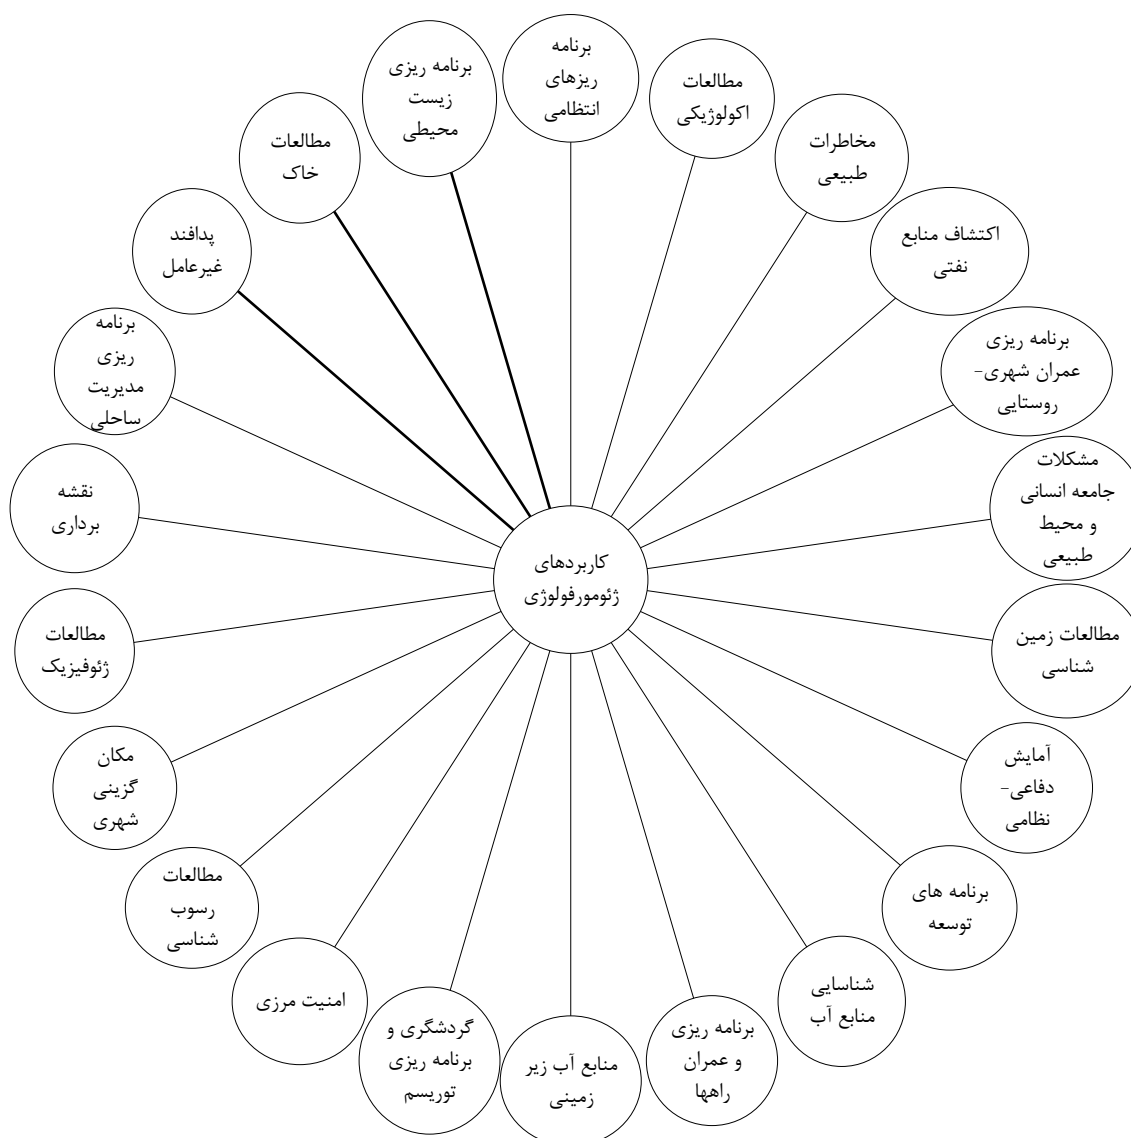 برنامه
ریزهای
انتظامی
مطالعات
اکولوژیکی
مخاطرات
طبیعی
اکتشاف منابع
نفتی
برنامه ریزی
عمران شهری-
روستایی
مشکلات
جامعه انسانی
و محیط
طبیعی
مطالعات زمین
شناسی
آمایش
دفاعی-
نظامی
برنامه های
توسعه
شناسایی
منابع آب
برنامه ریزی
و عمران
راهها
منابع آب زیر
زمینی
گردشگری و
برنامه ریزی
توریسم
امنیت مرزی
مطالعات
رسوب
شناسی
مکان
گزینی
شهری
مطالعات
ژئوفیزیک
نقشه
برداری
برنامه
ریزی
مدیریت
ساحلی
پدافند
غیرعامل
مطالعات
خاک
برنامه ریزی
زیست
محیطی
کاربردهای
ژئومورفولوژی